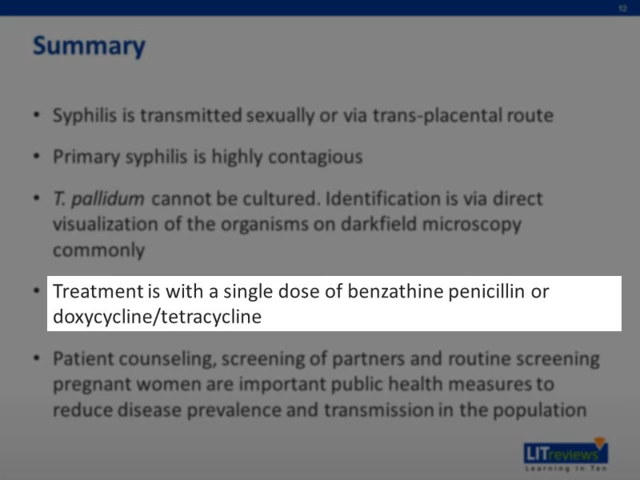 12
Summary
• Syphilis is transmitted sexually or via trans-placental route
• Primary syphilis is highly contagious
• T. pallidum cannot be cultured. Identification is via direct
visualization of the organisms on darkfield microscopy
commonly
• Treatment is with a single dose of benzathine penicillin or
doxycycline/tetracycline
• Patient counseling, screening of partners and routine screening
pregnant women are important public health measures to
reduce disease prevalence and transmission in the population
LITreviews
Learning in Ten